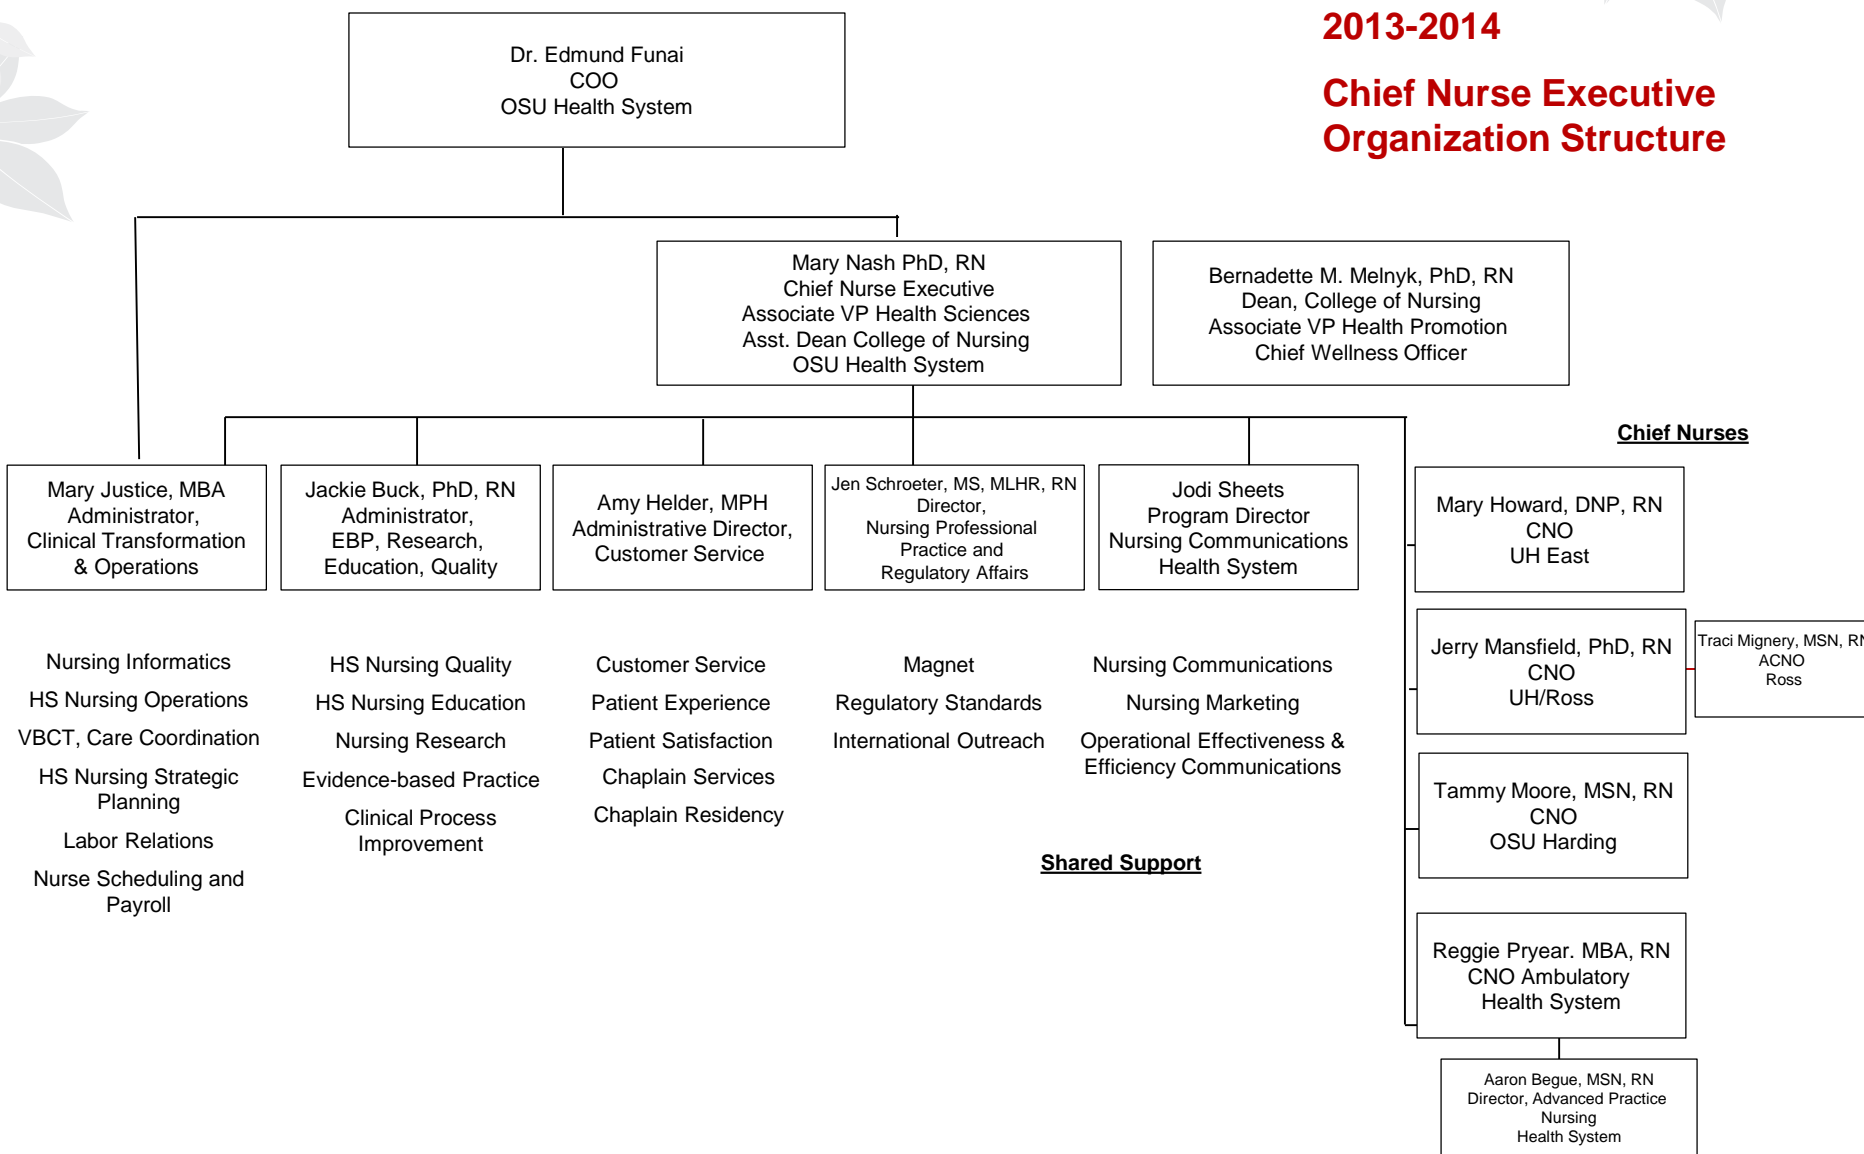 2013-2014
Chief Nurse Executive
Organization Structure
Dr. Edmund Funai
COO
OSU Health System
Mary Nash PhD, RN
Chief Nurse Executive
Associate VP Health Sciences
Asst. Dean College of Nursing
OSU Health System
Bernadette M. Melnyk, PhD, RN
Dean, College of Nursing
Associate VP Health Promotion
Chief Wellness Officer
Mary Justice, MBA
Administrator,
Clinical Transformation
& Operations
Jackie Buck, PhD, RN
Administrator,
EBP, Research,
Education, Quality
Amy Helder, MPH
Administrative Director,
Customer Service
Jen Schroeter, MS, MLHR, RN
Director,
Nursing Professional
Practice and
Regulatory Affairs
Jodi Sheets
Program Director
Nursing Communications
Health System
Nursing Informatics
HS Nursing Operations
VBCT, Care Coordination
HS Nursing Strategic
Planning
Labor Relations
Nurse Scheduling and
Payroll
HS Nursing Quality
HS Nursing Education
Nursing Research
Evidence-based Practice
Clinical Process
Improvement
Customer Service
Patient Experience
Patient Satisfaction
Chaplain Services
Chaplain Residency
Magnet
Regulatory Standards
International Outreach
Nursing Communications
Nursing Marketing
Operational Effectiveness &
Efficiency Communications
Shared Support
Chief Nurses
Mary Howard, DNP, RN
CNO
UH East
Jerry Mansfield, PhD, RN
CNO
UH/Ross
Traci Mignery, MSN, RN
ACNO
Ross
Tammy Moore, MSN, RN
CNO
OSU Harding
Reggie Pryear. MBA, RN
CNO Ambulatory
Health System
Aaron Begue, MSN, RN
Director, Advanced Practice
Nursing
Health System